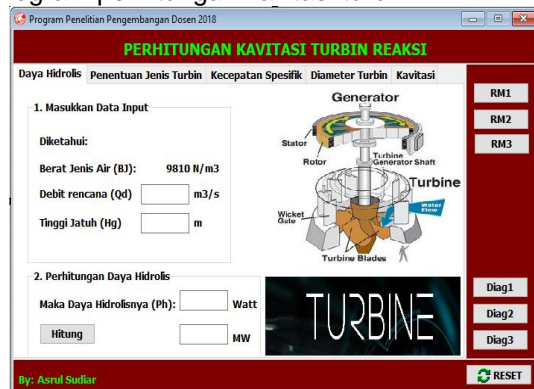 Program Penelitian Pengembangan Dosen 2018
PERHITUNGAN KAVITASI TURBIN REAKSI
Daya Hidrolis Penentuan Jenis Turbin Kecepatan Spesifik Diameter Turbin Kavitasi
1. Masukkan Data Input
Diketahui:
Berat Jenis Air (BJ): 9810 N/m3
Debit rencana (Qd) m3/s
Tinggi Jatuh (Hg) m
Generator
Stator
Rotor
Turbine
Generator Shaft
Turbine
Wicket
Gate
Water
Flow
Turbine Blades
2. Perhitungan Daya Hidrolis
Maka Daya Hidrolisnya (Ph): Watt
Hitung MW
TURBINE
RM1
RM2
RM3
Diag1
Diag2
Diag3
By: Asrul Sudiar
RESET